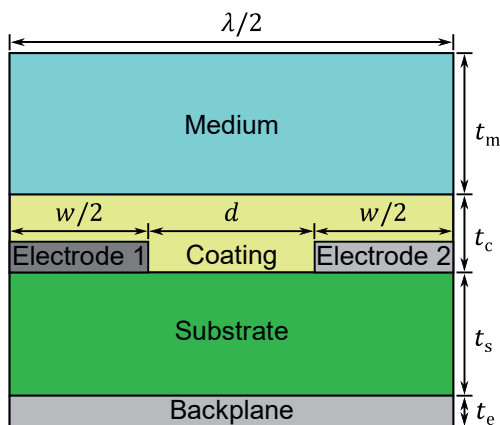 λ/2
Medium
t_m
w/2 d w/2
t_c
Electrode 1 Coating Electrode 2
Substrate
t_s
Backplane
t_e